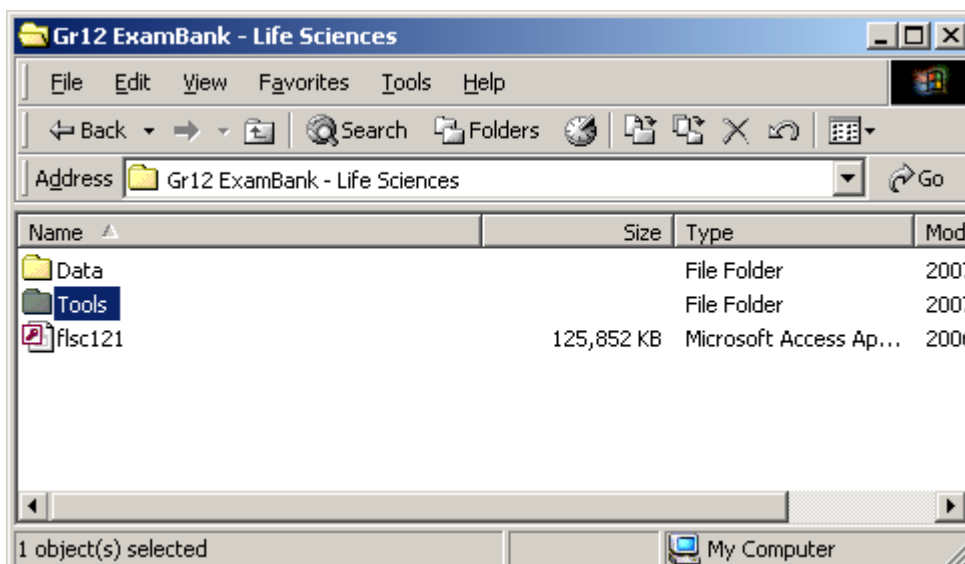 Gr12 ExamBank - Life Sciences
File Edit View Favorites Tools Help
Back Search Folders
Address Gr12 ExamBank - Life Sciences Go
Name Size Type Mod
Data File Folder 200
Tools File Folder 200
flsc121 125,852 KB Microsoft Access Ap... 200
1 object(s) selected My Computer